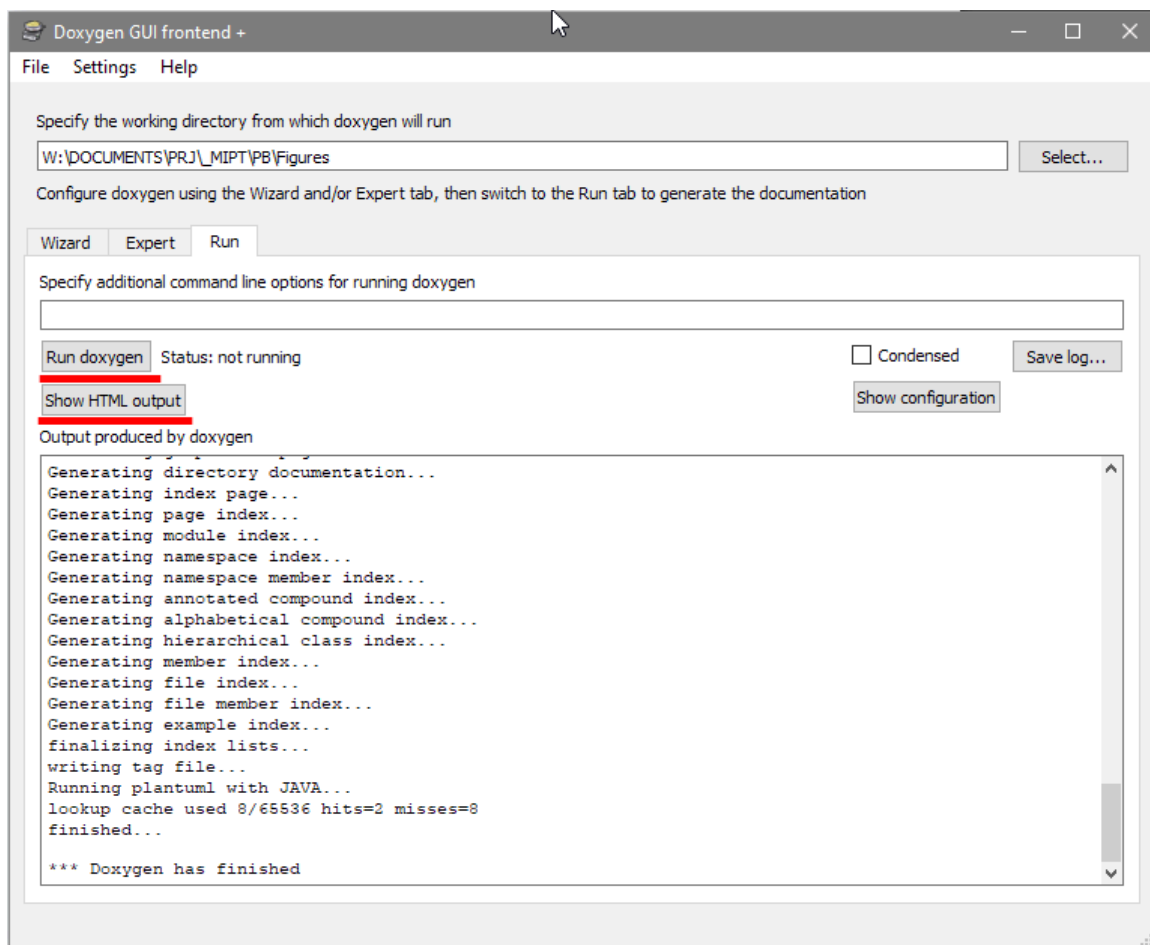 Doxygen GUI frontend +
File Settings Help
Specify the working directory from which doxygen will run
W:\DOCUMENTS\PRJ\_MIPT\PB\Figures
Select...
Configure doxygen using the Wizard and/or Expert tab, then switch to the Run tab to generate the documentation
Wizard Expert Run
Specify additional command line options for running doxygen
Run doxygen Status: not running Condensed Save log...
Show HTML output Show configuration
Output produced by doxygen
Generating directory documentation...
Generating index page...
Generating page index...
Generating module index...
Generating namespace index...
Generating namespace member index...
Generating annotated compound index...
Generating alphabetical compound index...
Generating hierarchical class index...
Generating member index...
Generating file index...
Generating file member index...
Generating example index...
finalizing index lists...
writing tag file...
Running plantuml with JAVA...
lookup cache used 8/65536 hits=2 misses=8
finished...
*** Doxygen has finished